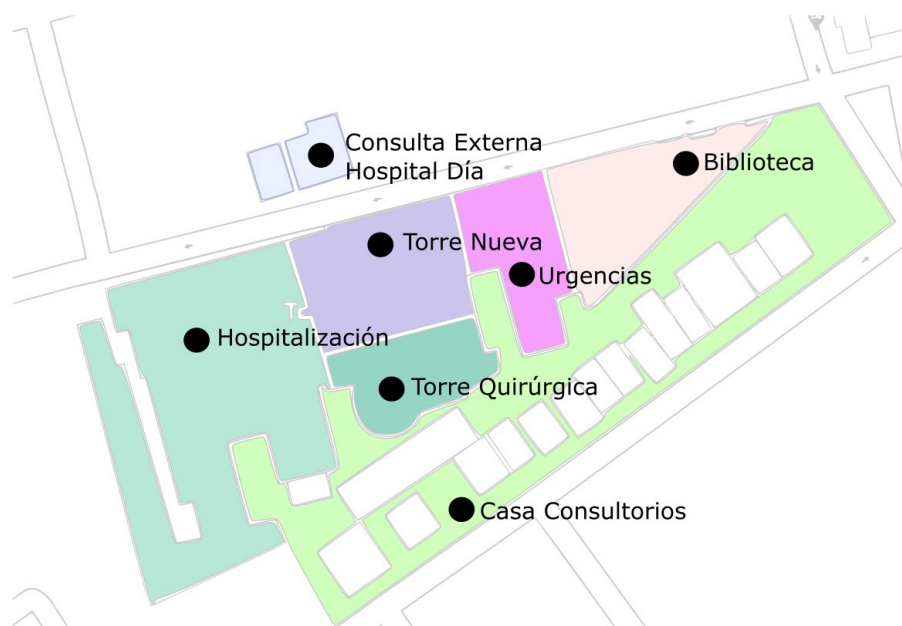 Consulta Externa
Hospital Día
Biblioteca
Torre Nueva
Urgencias
Hospitalización
Torre Quirúrgica
Casa Consultorios